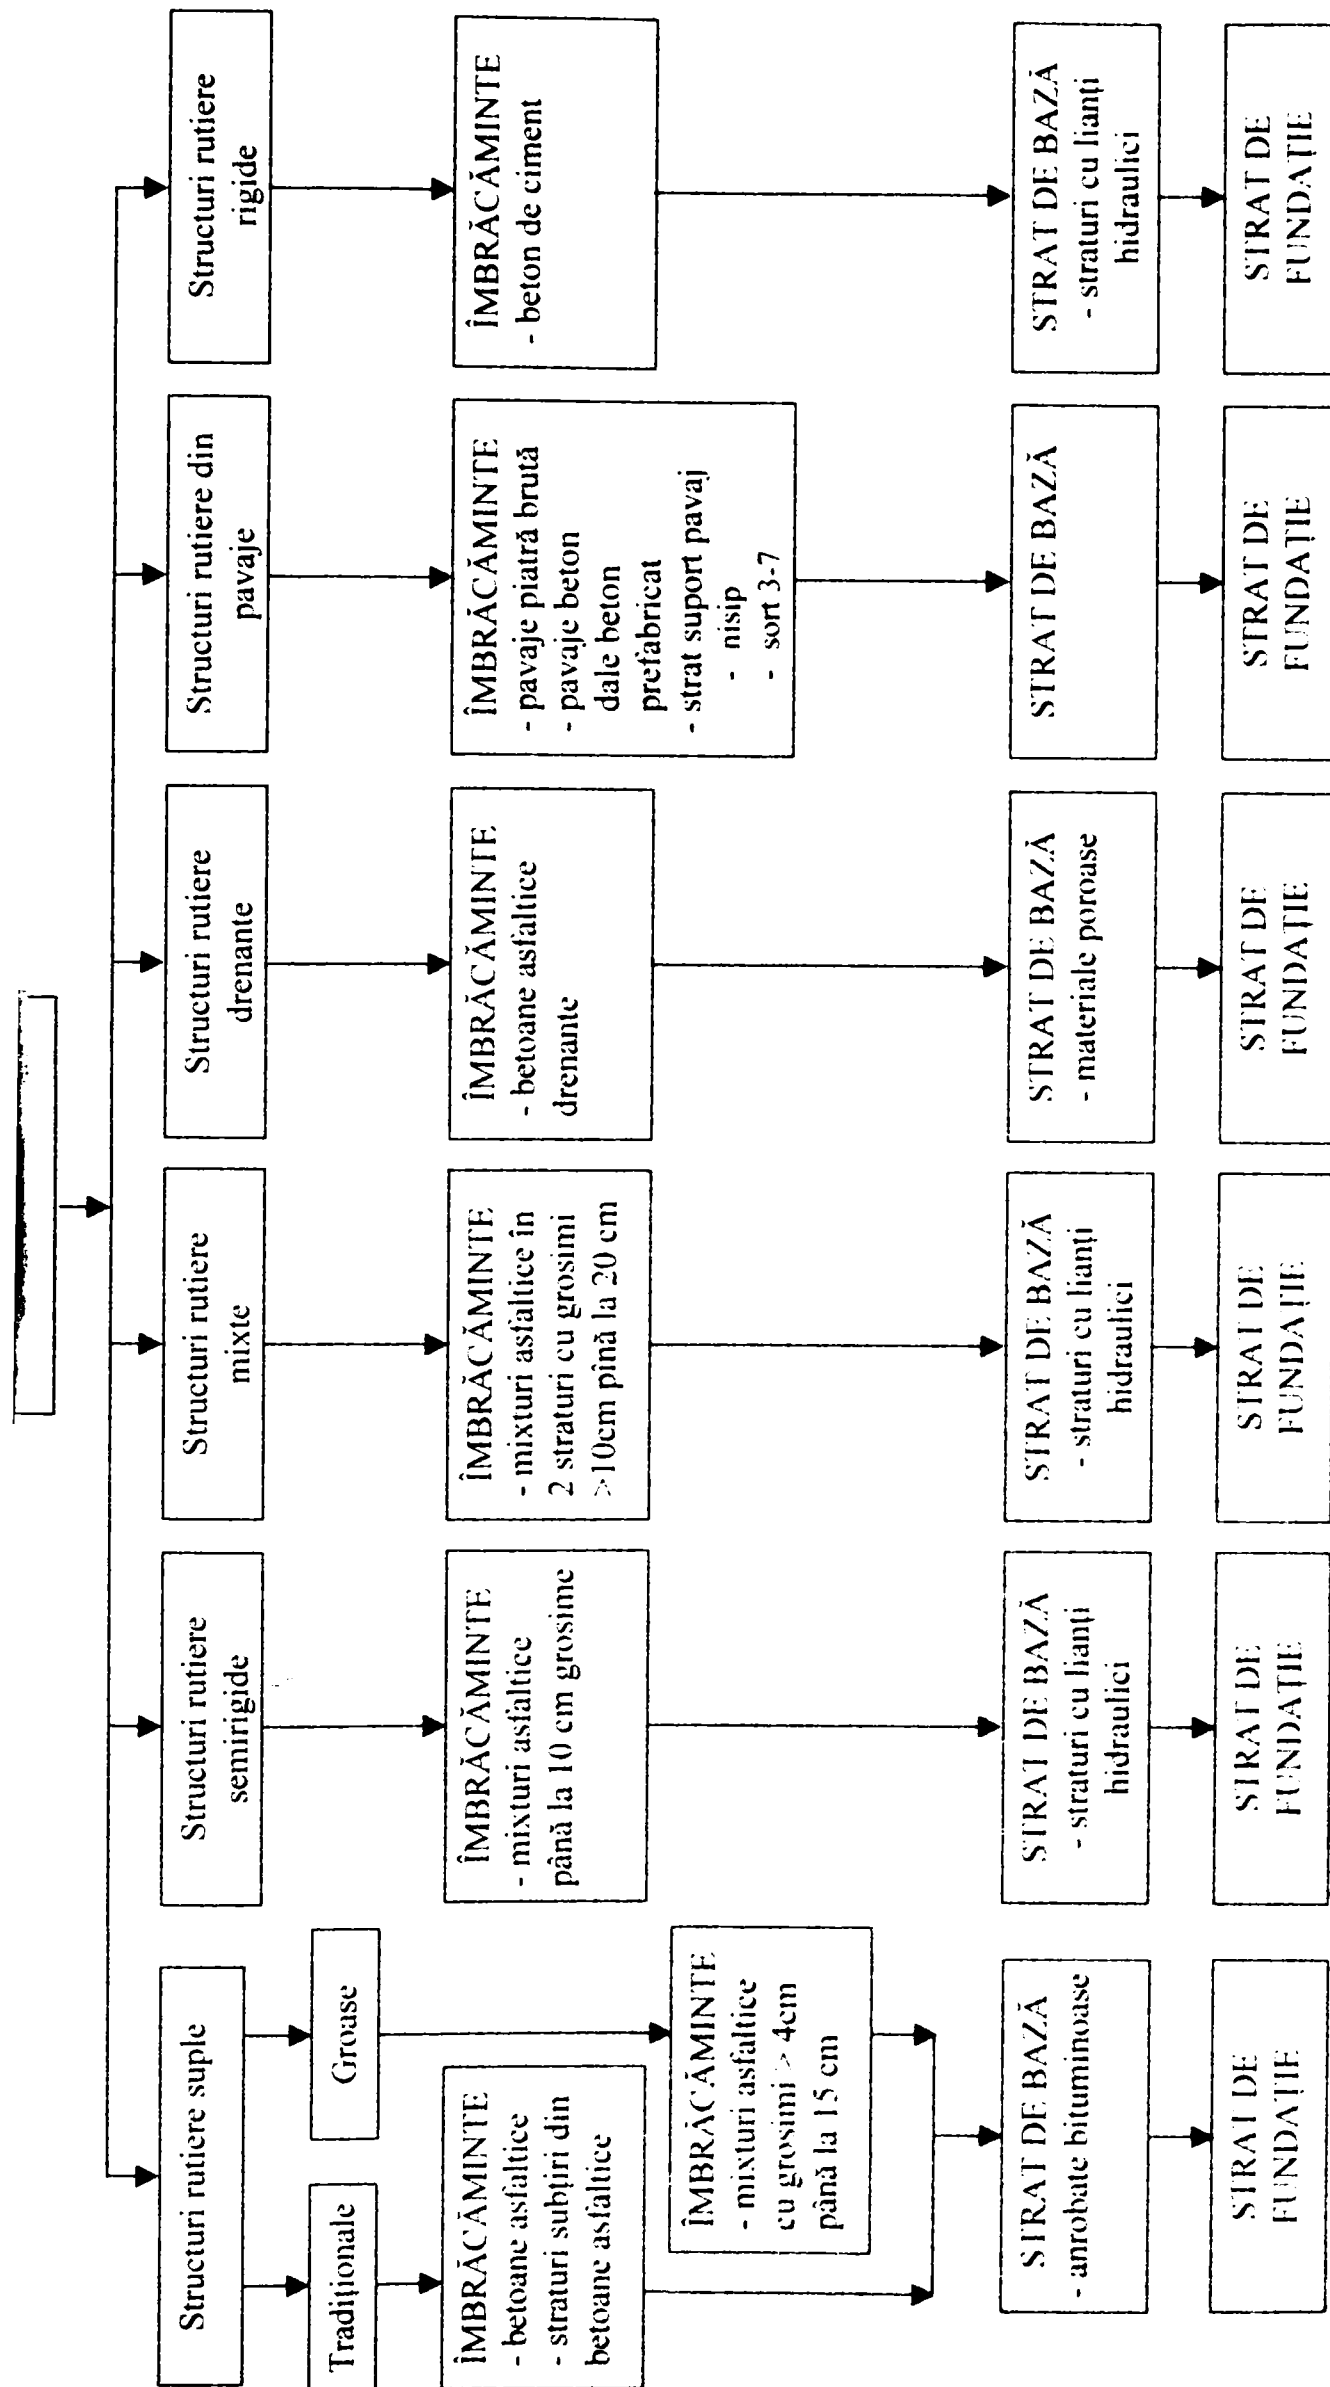 Structuri rutiere suple
Tradiționale
ÎMBRĂCĂMINTE
- betoane asfaltice
- straturi subțiri din
betoane asfaltice
Groase
ÎMBRĂCĂMINTE
- mixturi asfaltice
cu grosimi > 4cm
până la 15 cm
STRAT DE BAZĂ
- anrobate bituminoase
STRAT DE
FUNDAȚIE
Structuri rutiere
semirigide
ÎMBRĂCĂMINTE
- mixturi asfaltice
până la 10 cm grosime
STRAT DE BAZĂ
- straturi cu lianți
hidraulici
STRAT DE
FUNDAȚIE
Structuri rutiere
mixte
ÎMBRĂCĂMINTE
- mixturi asfaltice în
2 straturi cu grosimi
>10cm pînă la 20 cm
STRAT DE BAZĂ
- straturi cu lianți
hidraulici
STRAT DE
FUNDAȚIE
Structuri rutiere
drenante
ÎMBRĂCĂMINTE
- betoane asfaltice
drenante
STRAT DE BAZĂ
- materiale poroase
STRAT DE
FUNDAȚIE
Structuri rutiere din
pavaje
ÎMBRĂCĂMINTE
- pavaje piatră brută
- pavaje beton
dale beton
prefabricat
- strat suport pavaj
- nisip
- sort 3-7
STRAT DE BAZĂ
STRAT DE
FUNDAȚIE
Structuri rutiere
rigide
ÎMBRĂCĂMINTE
- beton de ciment
STRAT DE BAZĂ
- straturi cu lianți
hidraulici
STRAT DE
FUNDAȚIE